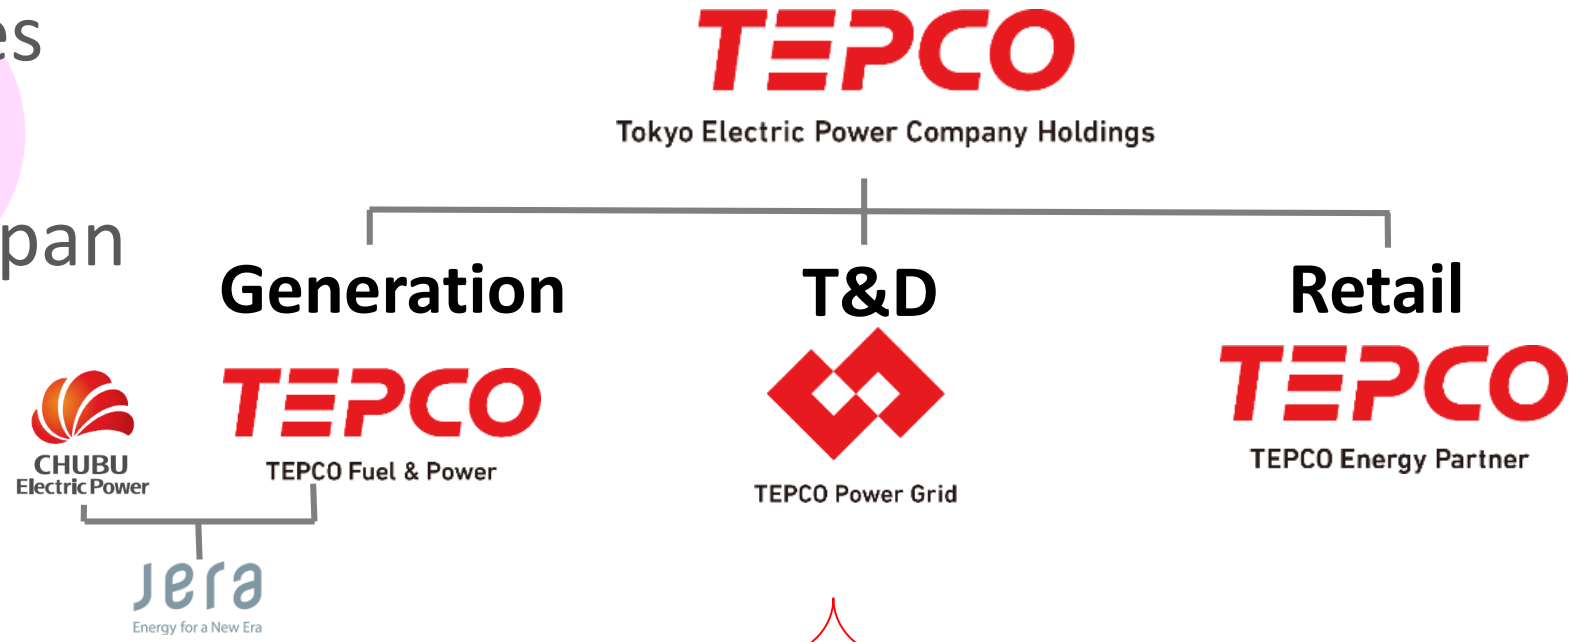 es
pan
TEPCO
Tokyo Electric Power Company Holdings
Generation
T&D
Retail
CHUBU
Electric Power
TEPCO
TEPCO Fuel & Power
TEPCO Power Grid
TEPCO
TEPCO Energy Partner
Jera
Energy for a New Era